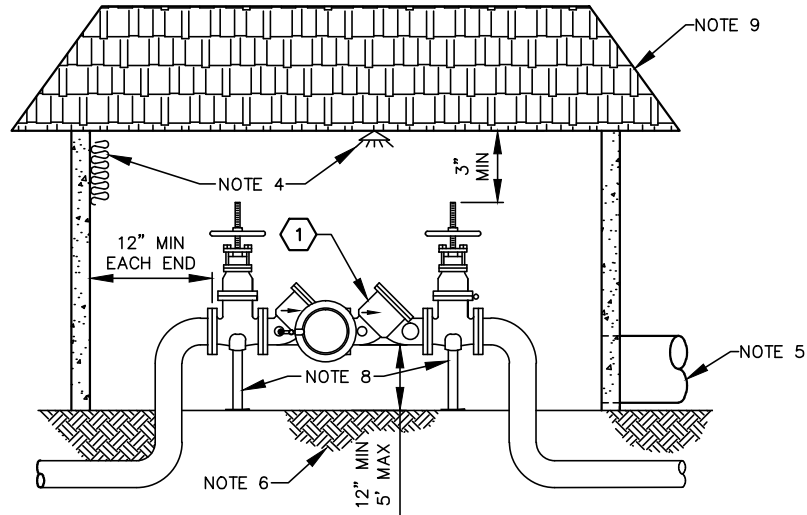 NOTE 9
NOTE 4
3" MIN
1
12" MIN
EACH END
NOTE 5
NOTE 8
NOTE 6
12" MIN
5' MAX